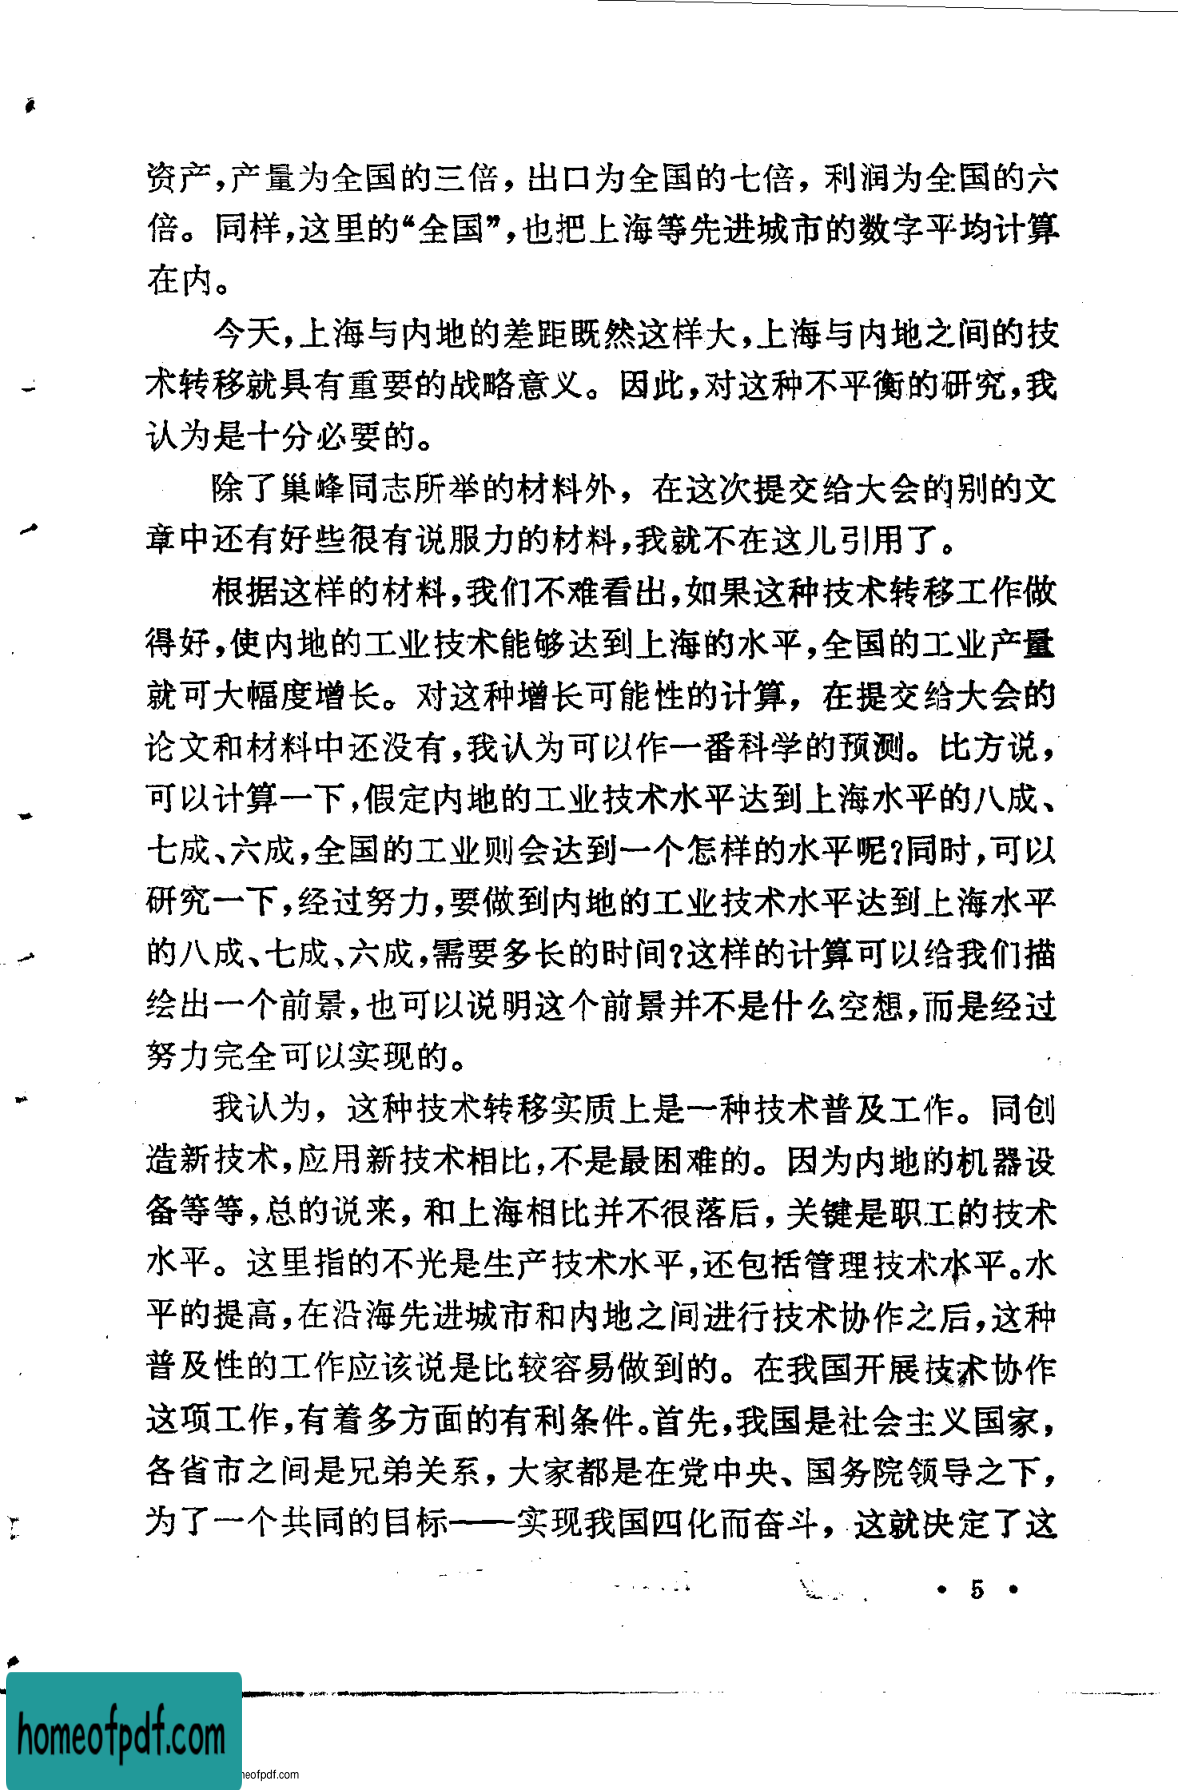 资产，产量为全国的三倍，出口为全国的七倍，利润为全国的六
倍。同样，这里的“全国”，也把上海等先进城市的数字平均计算
在内。
今天，上海与内地的差距既然这样大，上海与内地之间的技
术转移就具有重要的战略意义。因此，对这种不平衡的研究，我
认为是十分必要的。
除了巢峰同志所举的材料外，在这次提交给大会的别的文
章中还有好些很有说服力的材料，我就不在这儿引用了。
根据这样的材料，我们不难看出，如果这种技术转移工作做
得好，使内地的工业技术能够达到上海的水平，全国的工业产量
就可大幅度增长。对这种增长可能性的计算，在提交给大会的
论文和材料中还没有，我认为可以作一番科学的预测。比方说，
可以计算一下，假定内地的工业技术水平达到上海水平的八成、
七成、六成，全国的工业则会达到一个怎样的水平呢？同时，可以
研究一下，经过努力，要做到内地的工业技术水平达到上海水平
的八成、七成、六成，需要多长的时间？这样的计算可以给我们描
绘出一个前景，也可以说明这个前景并不是什么空想，而是经过
努力完全可以实现的。
我认为，这种技术转移实质上是一种技术普及工作。同创
造新技术，应用新技术相比，不是最困难的。因为内地的机器设
备等等，总的说来，和上海相比并不很落后，关键是职工的技术
水平。这里指的不光是生产技术水平，还包括管理技术水平。水
平的提高，在沿海先进城市和内地之间进行技术协作之后，这种
普及性的工作应该说是比较容易做到的。在我国开展技术协作
这项工作，有着多方面的有利条件。首先，我国是社会主义国家，
各省市之间是兄弟关系，大家都是在党中央、国务院领导之下，
为了一个共同的目标——实现我国四化而奋斗，这就决定了这
• 5 •
homeofpdf.com
neofpdf.com